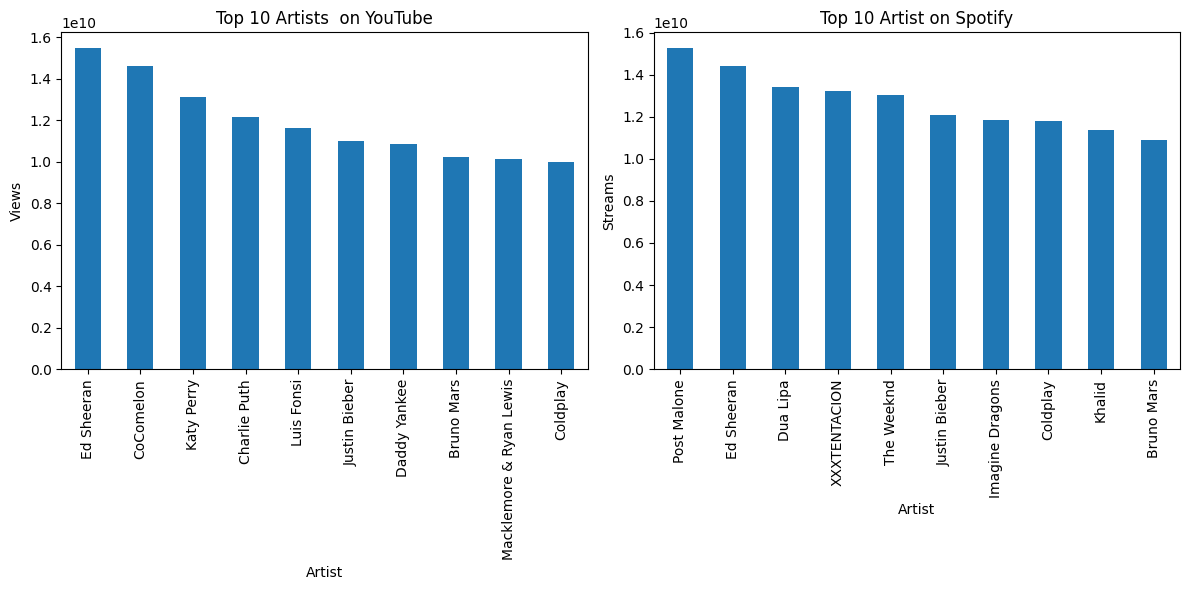 Top 10 Artists  on YouTube
1e10
1.6
1.4
1.2
1.0
0.8
0.6
0.4
0.2
0.0
Views
Ed Sheeran
CoComelon
Katy Perry
Charlie Puth
Luis Fonsi
Justin Bieber
Daddy Yankee
Bruno Mars
Macklemore & Ryan Lewis
Coldplay
Artist
Top 10 Artist on Spotify
1e10
1.6
1.4
1.2
1.0
0.8
0.6
0.4
0.2
0.0
Streams
Post Malone
Ed Sheeran
Dua Lipa
XXXTENTACION
The Weeknd
Justin Bieber
Imagine Dragons
Coldplay
Khalid
Bruno Mars
Artist